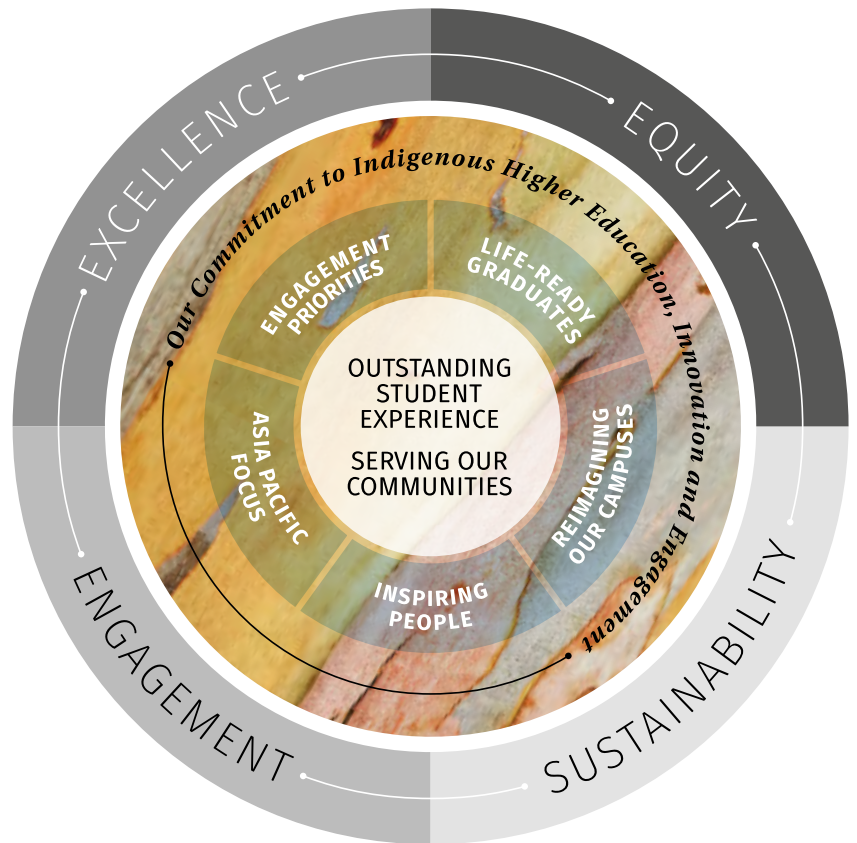 EXCELLENCE
EQUITY
SUSTAINABILITY
ENGAGEMENT
Our Commitment to Indigenous Higher Education, Innovation and Engagement
ENGAGEMENT
PRIORITIES
LIFE-READY
GRADUATES
REIMAGINING
OUR CAMPUSES
INSPIRING
PEOPLE
ASIA PACIFIC
FOCUS
OUTSTANDING
STUDENT
EXPERIENCE
SERVING OUR
COMMUNITIES